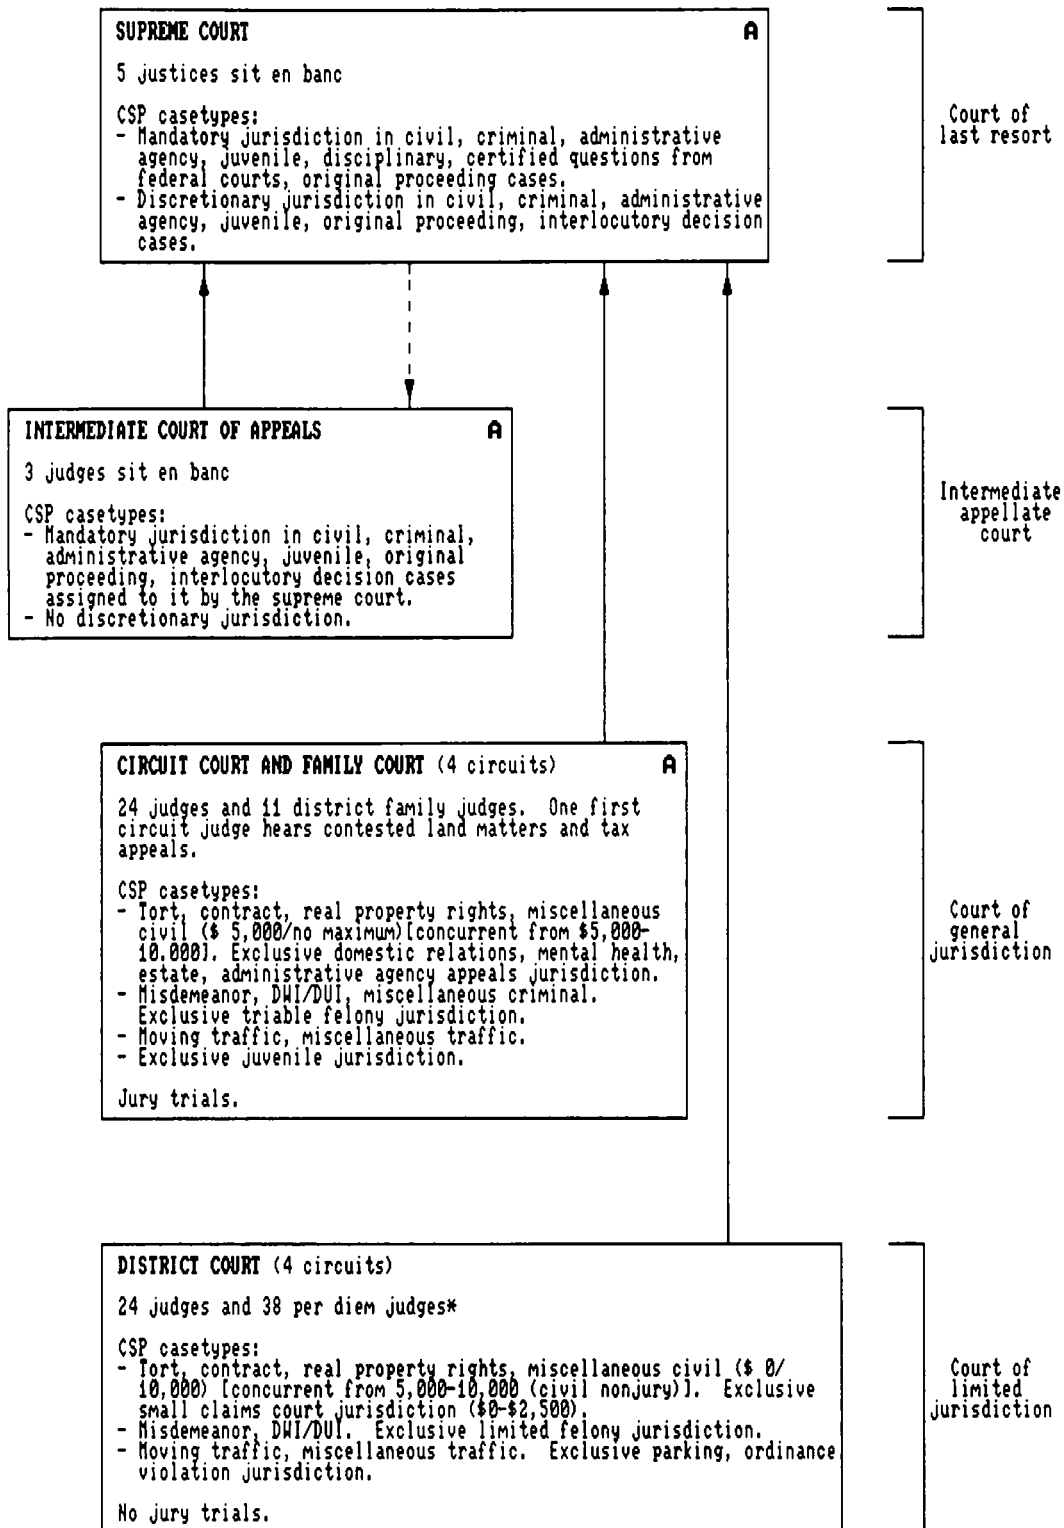 SUPREME COURT A
5 justices sit en banc
CSP casetypes:
- Mandatory jurisdiction in civil, criminal, administrative
agency, juvenile, disciplinary, certified questions from
federal courts, original proceeding cases.
- Discretionary jurisdiction in civil, criminal, administrative
agency, juvenile, original proceeding, interlocutory decision
cases.
Court of
last resort
INTERMEDIATE COURT OF APPEALS A
3 judges sit en banc
CSP casetypes:
- Mandatory jurisdiction in civil, criminal,
administrative agency, juvenile, original
proceeding, interlocutory decision cases
assigned to it by the supreme court.
- No discretionary jurisdiction.
Intermediate
appellate
court
CIRCUIT COURT AND FAMILY COURT (4 circuits) A
24 judges and 11 district family judges. One first
circuit judge hears contested land matters and tax
appeals.
CSP casetypes:
- Tort, contract, real property rights, miscellaneous
civil ($ 5,000/no maximum)[concurrent from $5,000-
10.000]. Exclusive domestic relations, mental health,
estate, administrative agency appeals jurisdiction.
- Misdemeanor, DWI/DUI, miscellaneous criminal.
Exclusive triable felony jurisdiction.
- Moving traffic, miscellaneous traffic.
- Exclusive juvenile jurisdiction.
Jury trials.
Court of
general
jurisdiction
DISTRICT COURT (4 circuits)
24 judges and 38 per diem judges*
CSP casetypes:
- Tort, contract, real property rights, miscellaneous civil ($ 0/
10,000) [concurrent from 5,000-10,000 (civil nonjury)]. Exclusive
small claims court jurisdiction ($0-$2,500).
- Misdemeanor, DWI/DUI. Exclusive limited felony jurisdiction.
- Moving traffic, miscellaneous traffic. Exclusive parking, ordinance
violation jurisdiction.
No jury trials.
Court of
limited
jurisdiction